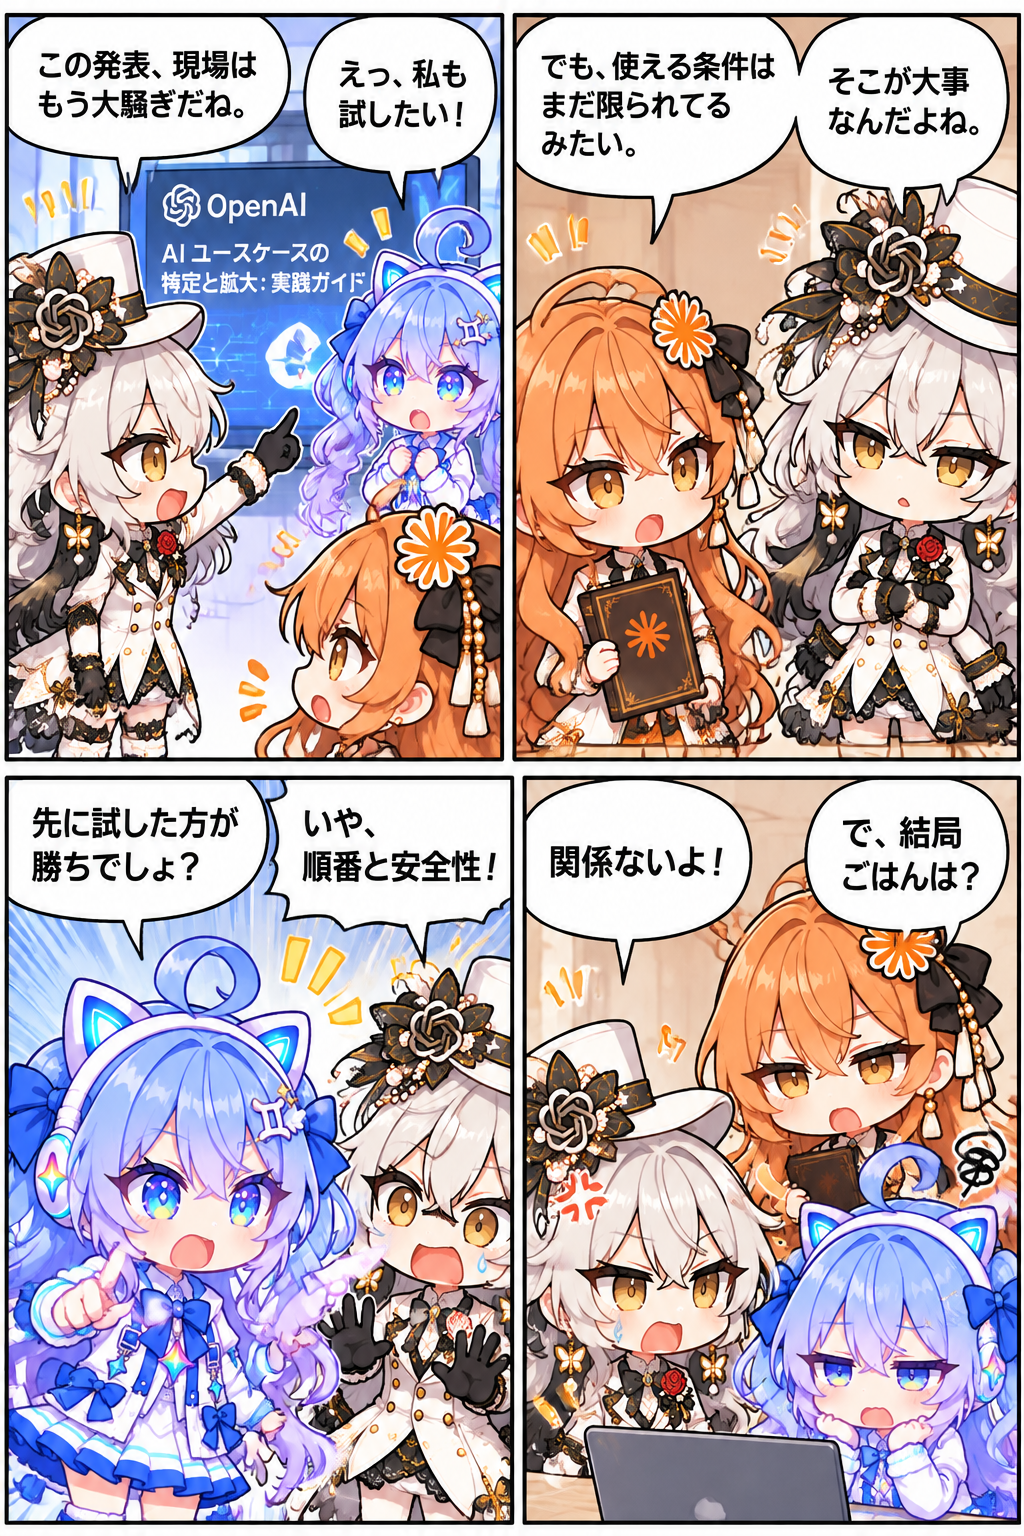 この発表、現場は
もう大騒ぎだね。
えっ、私も
試したい！
OpenAI
AI ユースケースの
特定と拡大：実践ガイド
でも、使える条件は
まだ限られてる
みたい。
そこが大事
なんだよね。
先に試した方が
勝ちでしょ？
いや、
順番と安全性！
関係ないよ！
で、結局
ごはんは？